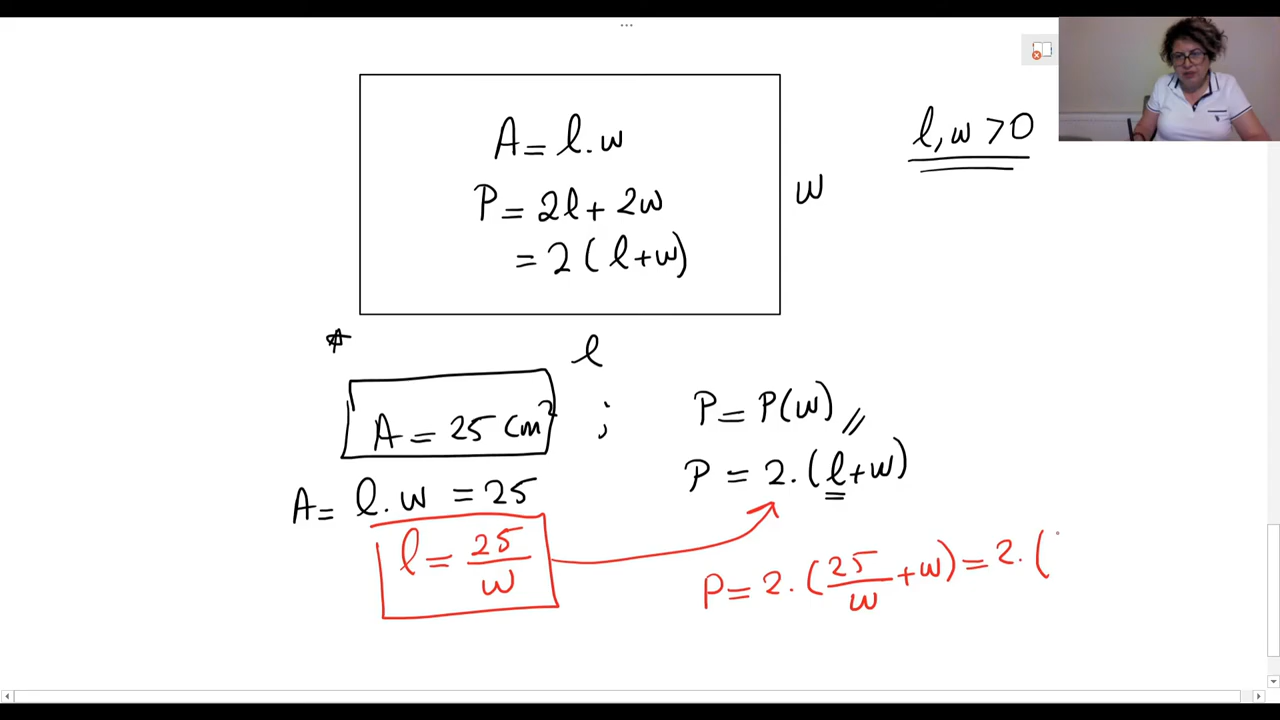 A = l.w
P = 2l + 2w
= 2 (l+w)
l, w > 0
w
l
*
A = 25 cm²
;
P = P(w) //
A = l.w = 25
P = 2.(l+w)
l = 25/w
P = 2.(25/w + w) = 2.(